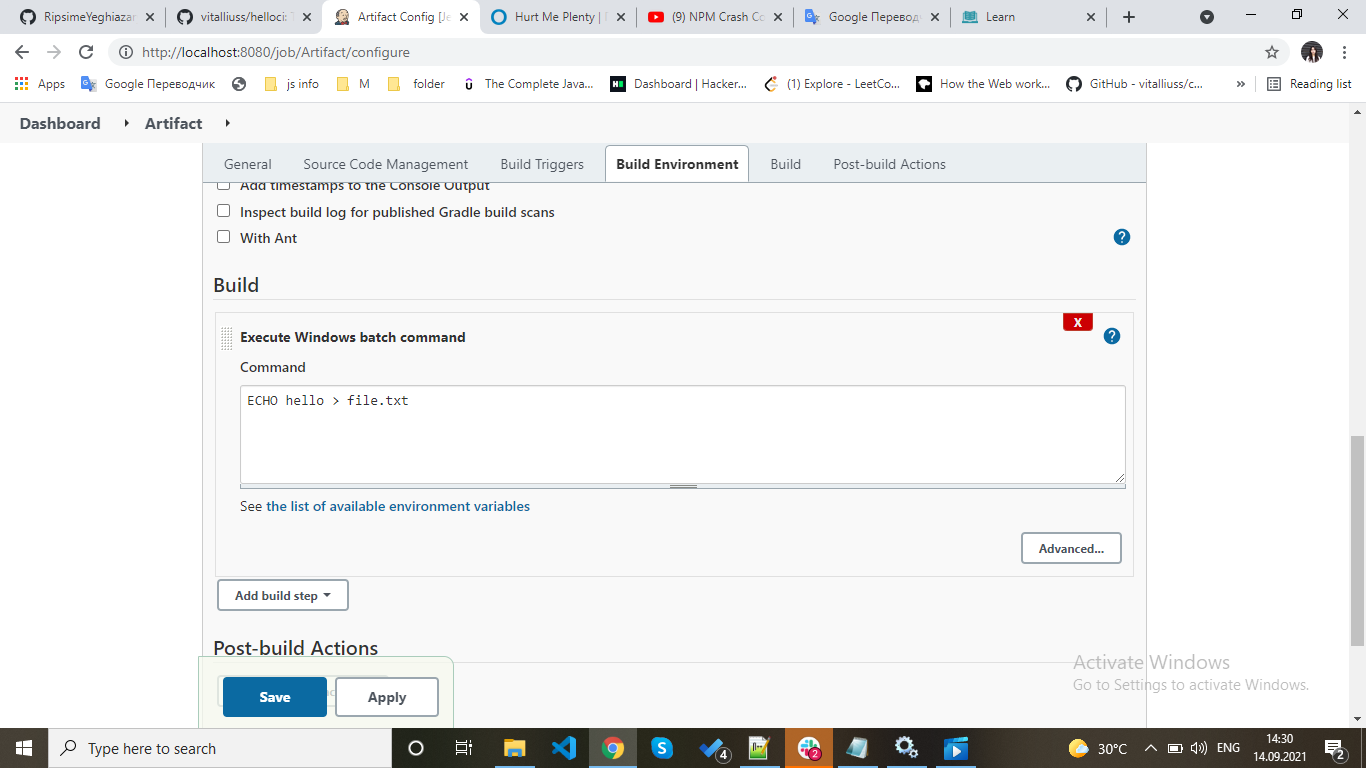 RipsimeYeghiazar
vitalliuss/helloci:
Artifact Config [Je
Hurt Me Plenty |
(9) NPM Crash Co
Google Переводч
Learn
http://localhost:8080/job/Artifact/configure
Apps
Google Переводчик
js info
M
folder
The Complete Java...
Dashboard | Hacker...
(1) Explore - LeetCo...
How the Web work...
GitHub - vitalliuss/c...
»
Reading list
Dashboard
Artifact
General
Source Code Management
Build Triggers
Build Environment
Build
Post-build Actions
Add timestamps to the Console Output
Inspect build log for published Gradle build scans
With Ant
?
Build
X
Execute Windows batch command
?
Command
ECHO hello > file.txt
See the list of available environment variables
Advanced...
Add build step
Post-build Actions
Save
Apply
Activate Windows
Go to Settings to activate Windows.
Type here to search
4
2
30°C
ENG
14:30
14.09.2021
2